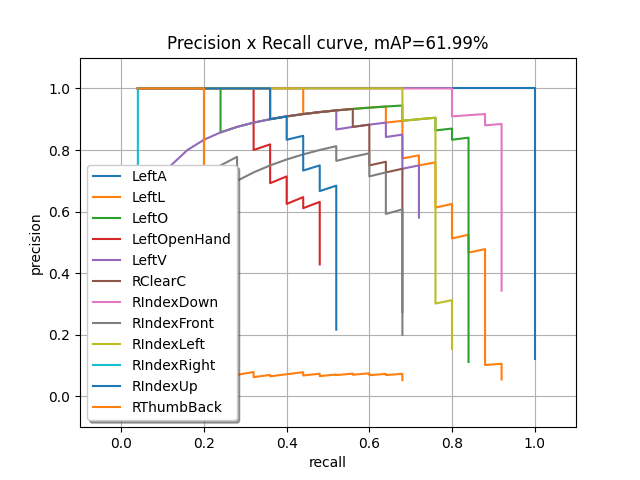 Precision x Recall curve, mAP=61.99%
1.0
0.8
0.6
0.4
0.2
0.0
precision
LeftA
LeftL
LeftO
LeftOpenHand
LeftV
RClearC
RIndexDown
RIndexFront
RIndexLeft
RIndexRight
RIndexUp
RThumbBack
0.0 0.2 0.4 0.6 0.8 1.0
recall